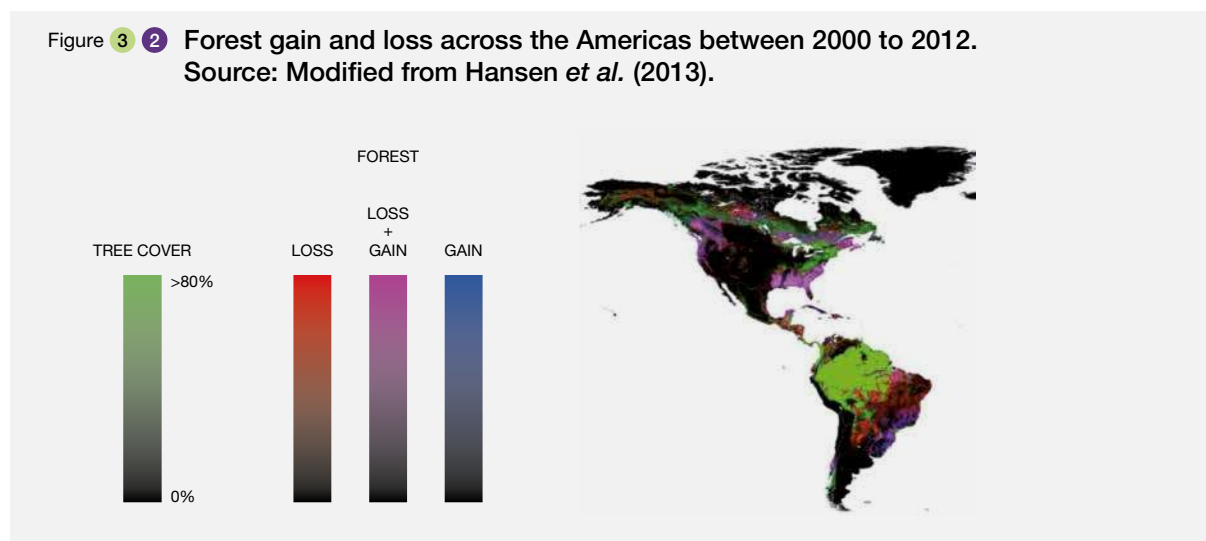 Figure 3 2 Forest gain and loss across the Americas between 2000 to 2012.
Source: Modified from Hansen et al. (2013).
FOREST
TREE COVER
LOSS
LOSS
+
GAIN
GAIN
>80%
0%